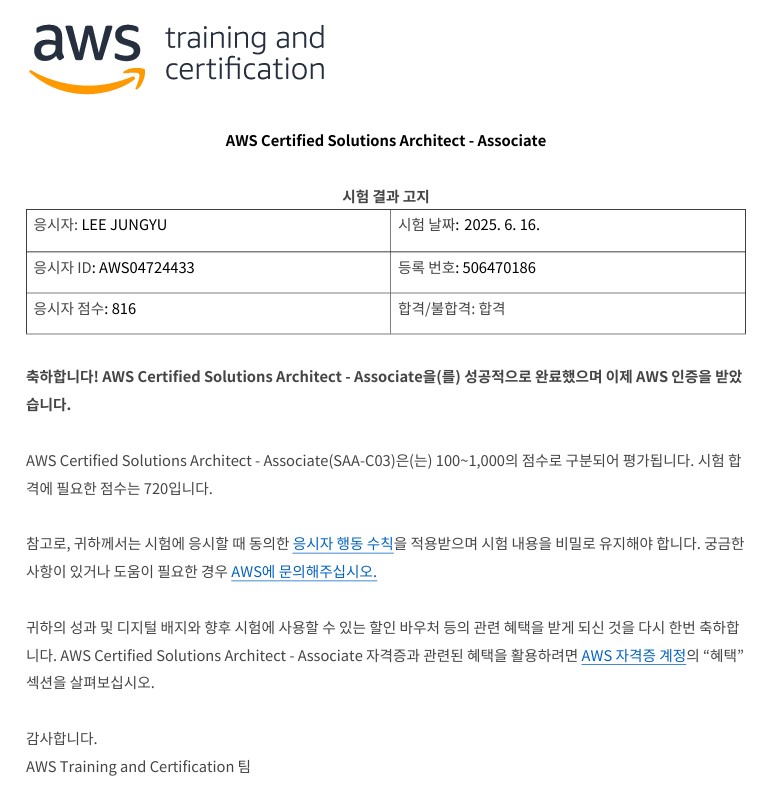 aws training and
certification
AWS Certified Solutions Architect - Associate
시험 결과 고지
응시자: LEE JUNGYU
시험 날짜: 2025. 6. 16.
응시자 ID: AWS04724433
등록 번호: 506470186
응시자 점수: 816
합격/불합격: 합격
축하합니다! AWS Certified Solutions Architect - Associate을(를) 성공적으로 완료했으며 이제 AWS 인증을 받았
습니다.
AWS Certified Solutions Architect - Associate(SAA-C03)은(는) 100~1,000의 점수로 구분되어 평가됩니다. 시험 합
격에 필요한 점수는 720입니다.
참고로, 귀하께서는 시험에 응시할 때 동의한 응시자 행동 수칙을 적용받으며 시험 내용을 비밀로 유지해야 합니다. 궁금한
사항이 있거나 도움이 필요한 경우 AWS에 문의해주십시오.
귀하의 성과 및 디지털 배지와 향후 시험에 사용할 수 있는 할인 바우처 등의 관련 혜택을 받게 되신 것을 다시 한번 축하합
니다. AWS Certified Solutions Architect - Associate 자격증과 관련된 혜택을 활용하려면 AWS 자격증 계정의 “혜택”
섹션을 살펴보십시오.
감사합니다.
AWS Training and Certification 팀